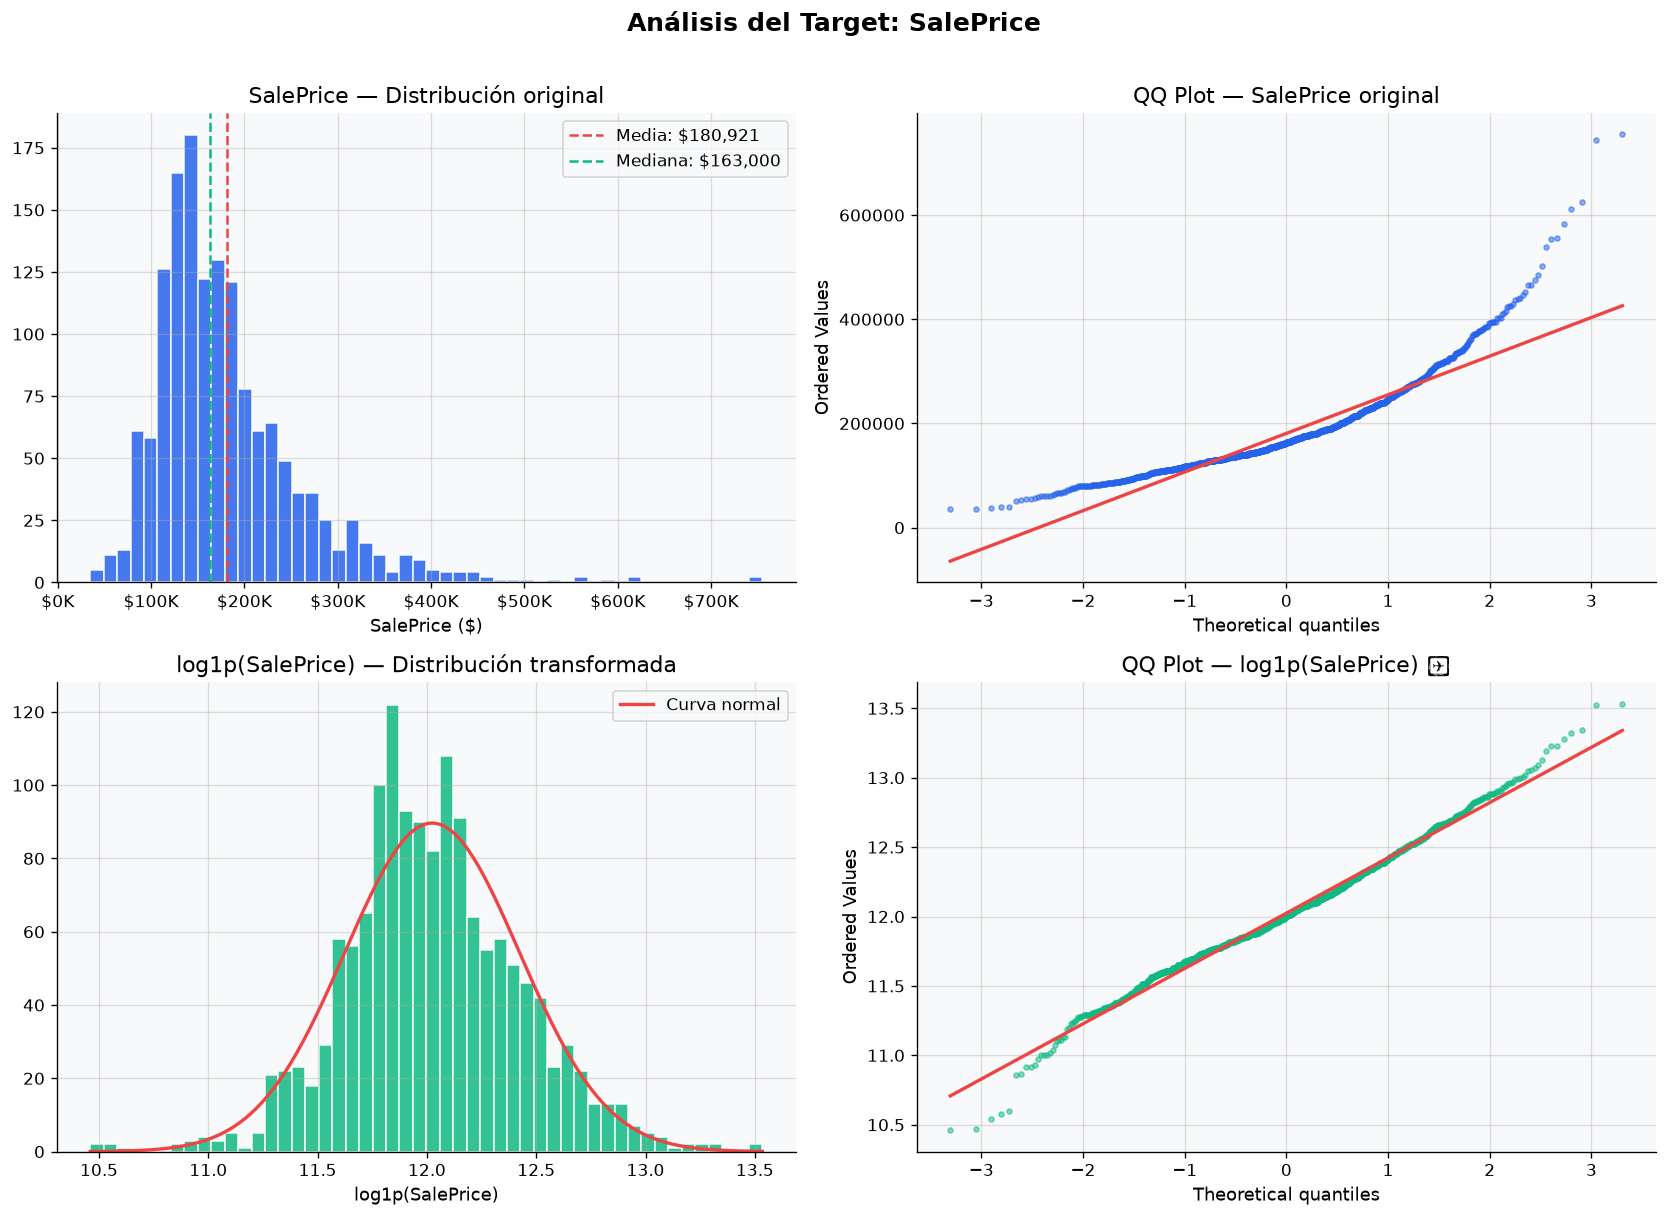 Análisis del Target: SalePrice
SalePrice — Distribución original
175
150
125
100
75
50
25
0
$0K $100K $200K $300K $400K $500K $600K $700K
SalePrice ($)
Media: $180,921
Mediana: $163,000
QQ Plot — SalePrice original
Ordered Values
600000
400000
200000
0
−3 −2 −1 0 1 2 3
Theoretical quantiles
log1p(SalePrice) — Distribución transformada
120
100
80
60
40
20
0
10.5 11.0 11.5 12.0 12.5 13.0 13.5
log1p(SalePrice)
Curva normal
QQ Plot — log1p(SalePrice)
Ordered Values
13.5
13.0
12.5
12.0
11.5
11.0
10.5
−3 −2 −1 0 1 2 3
Theoretical quantiles